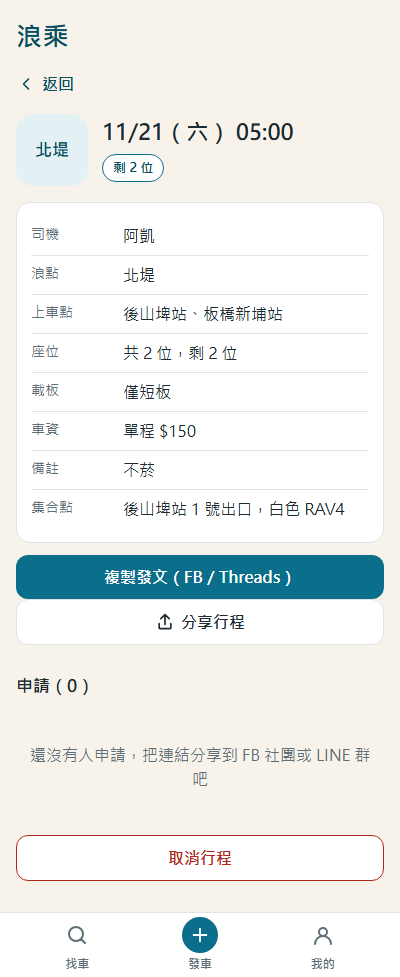 浪乘
返回
北堤
11/21（六）05:00
剩 2 位
司機 阿凱
浪點 北堤
上車點 後山埤站、板橋新埔站
座位 共 2 位，剩 2 位
載板 僅短板
車資 單程 $150
備註 不菸
集合點 後山埤站 1 號出口，白色 RAV4
複製發文（FB / Threads）
分享行程
申請（0）
還沒有人申請，把連結分享到 FB 社團或 LINE 群
吧
取消行程
找車 發車 我的